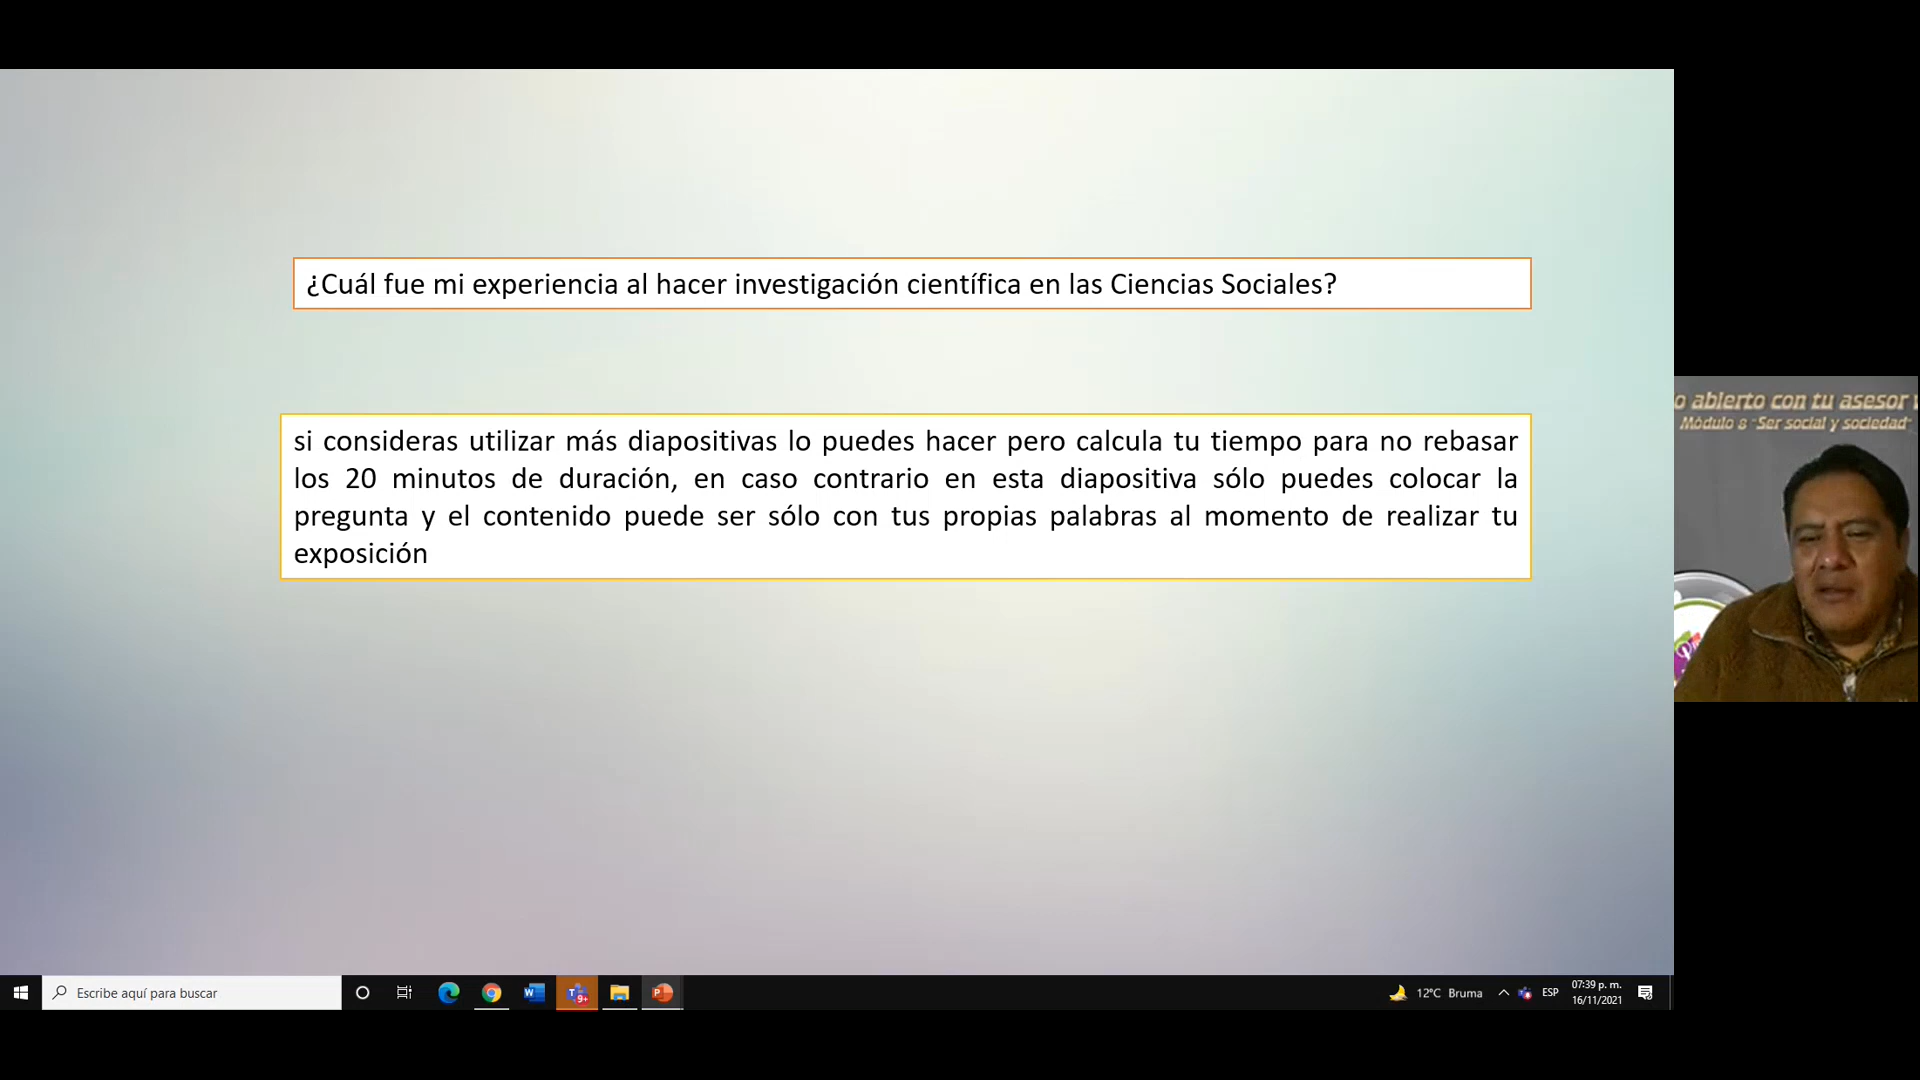 ¿Cuál fue mi experiencia al hacer investigación científica en las Ciencias Sociales?
si consideras utilizar más diapositivas lo puedes hacer pero calcula tu tiempo para no rebasar
los 20 minutos de duración, en caso contrario en esta diapositiva sólo puedes colocar la
pregunta y el contenido puede ser sólo con tus propias palabras al momento de realizar tu
exposición
o abierto con tu asesor
Módulo 8 "Ser social y sociedad"
Escribe aquí para buscar
12°C Bruma
ESP
07:39 p. m.
16/11/2021